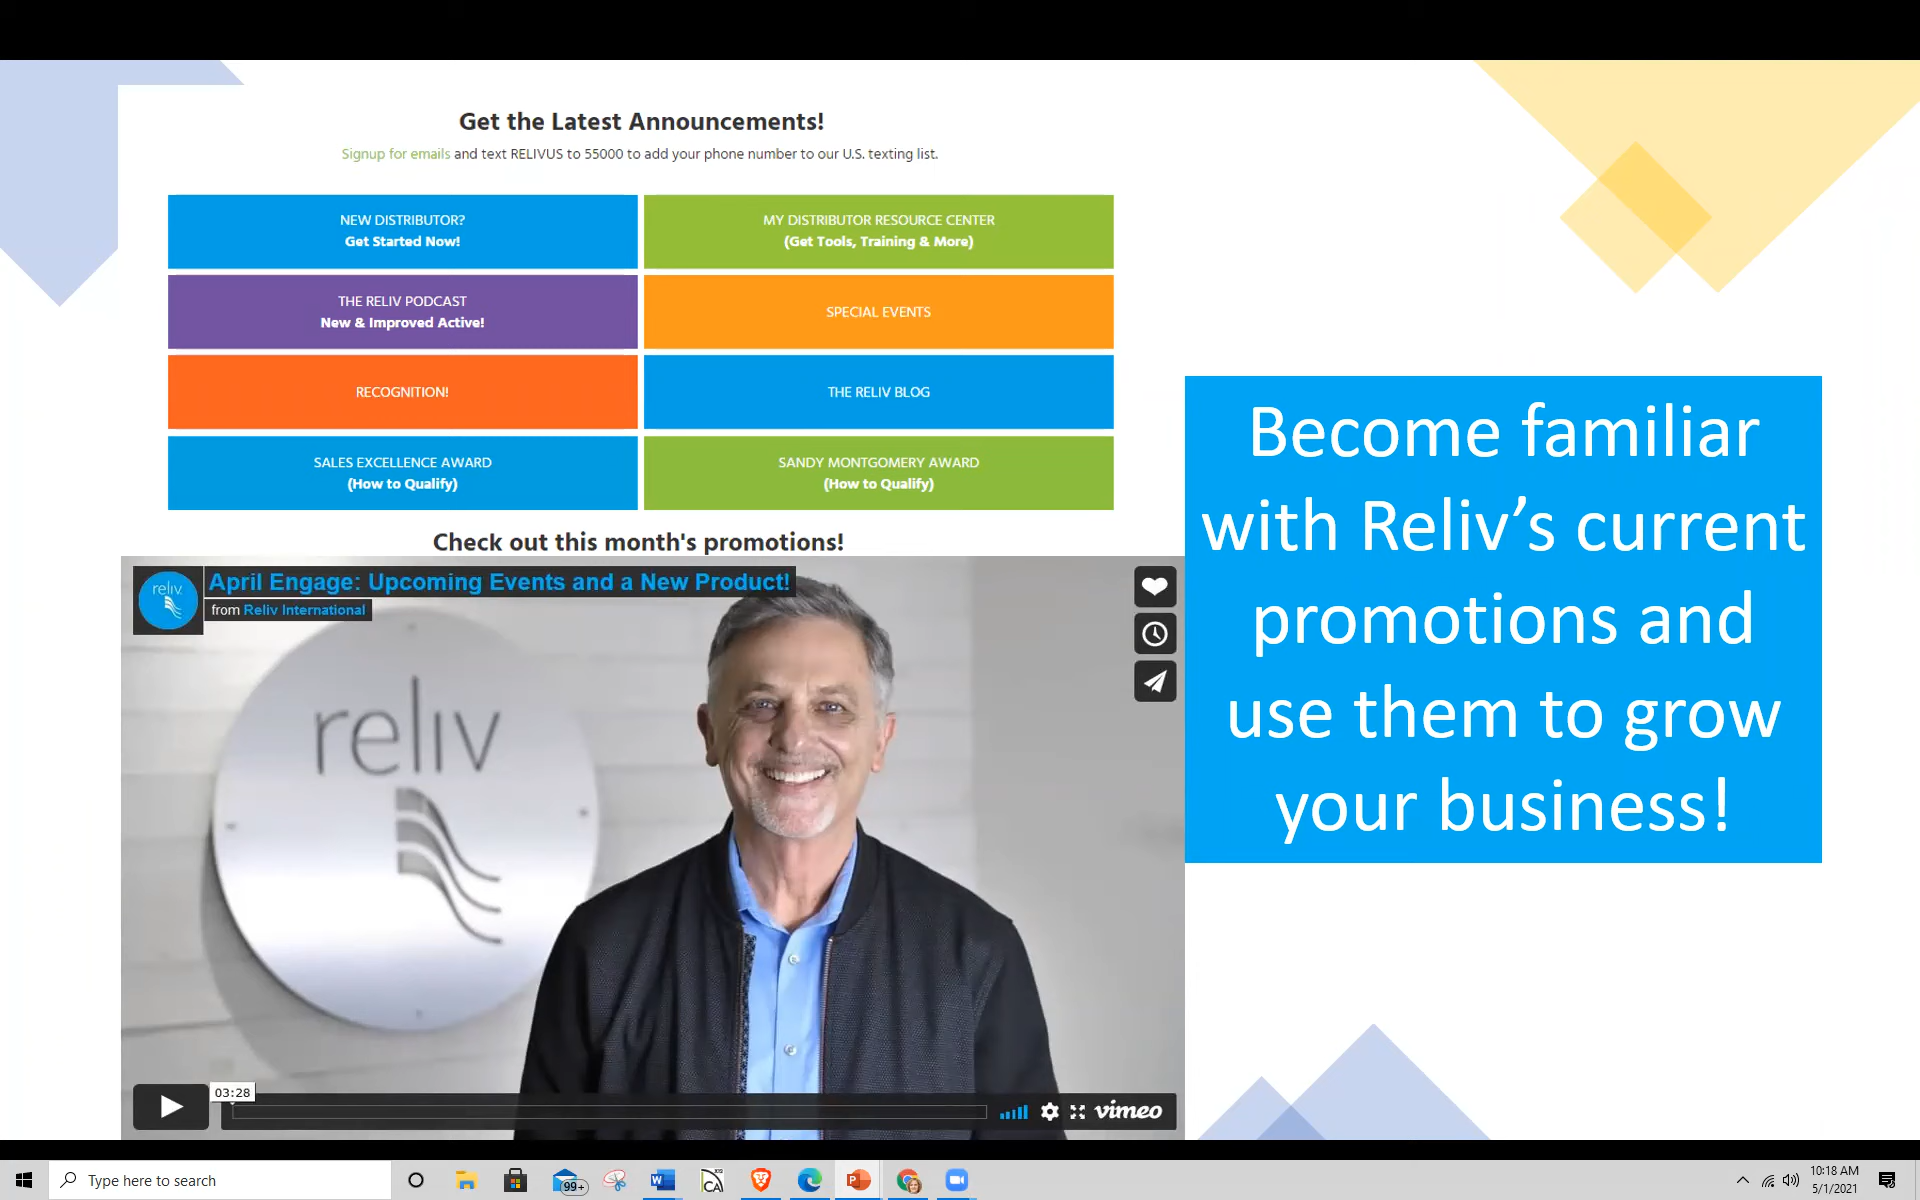 Get the Latest Announcements!
Signup for emails and text RELIVUS to 55000 to add your phone number to our U.S. texting list.
NEW DISTRIBUTOR?
Get Started Now!
MY DISTRIBUTOR RESOURCE CENTER
(Get Tools, Training & More)
THE RELIV PODCAST
New & Improved Active!
SPECIAL EVENTS
RECOGNITION!
THE RELIV BLOG
SALES EXCELLENCE AWARD
(How to Qualify)
SANDY MONTGOMERY AWARD
(How to Qualify)
Check out this month's promotions!
reliv
April Engage: Upcoming Events and a New Product!
from Reliv International
reliv
03:28
vimeo
Become familiar
with Reliv’s current
promotions and
use them to grow
your business!
Type here to search
99+
W
XIS
CA
P
10:18 AM
5/1/2021